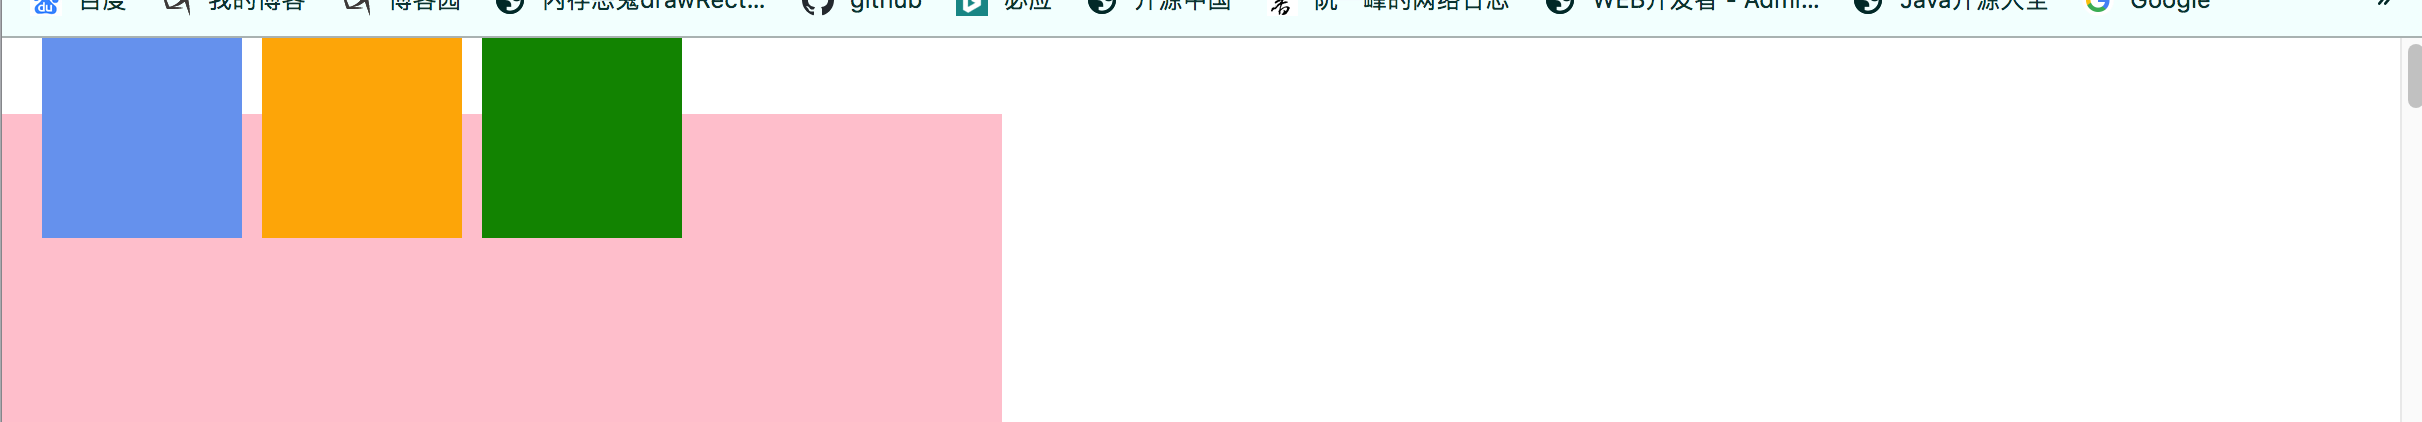 百度 我的博客 博客园 内存恶鬼drawRect... github 必应 开源中国 阮一峰的网络日志 WEB开发者 - Admi... Java开源大全 Google »